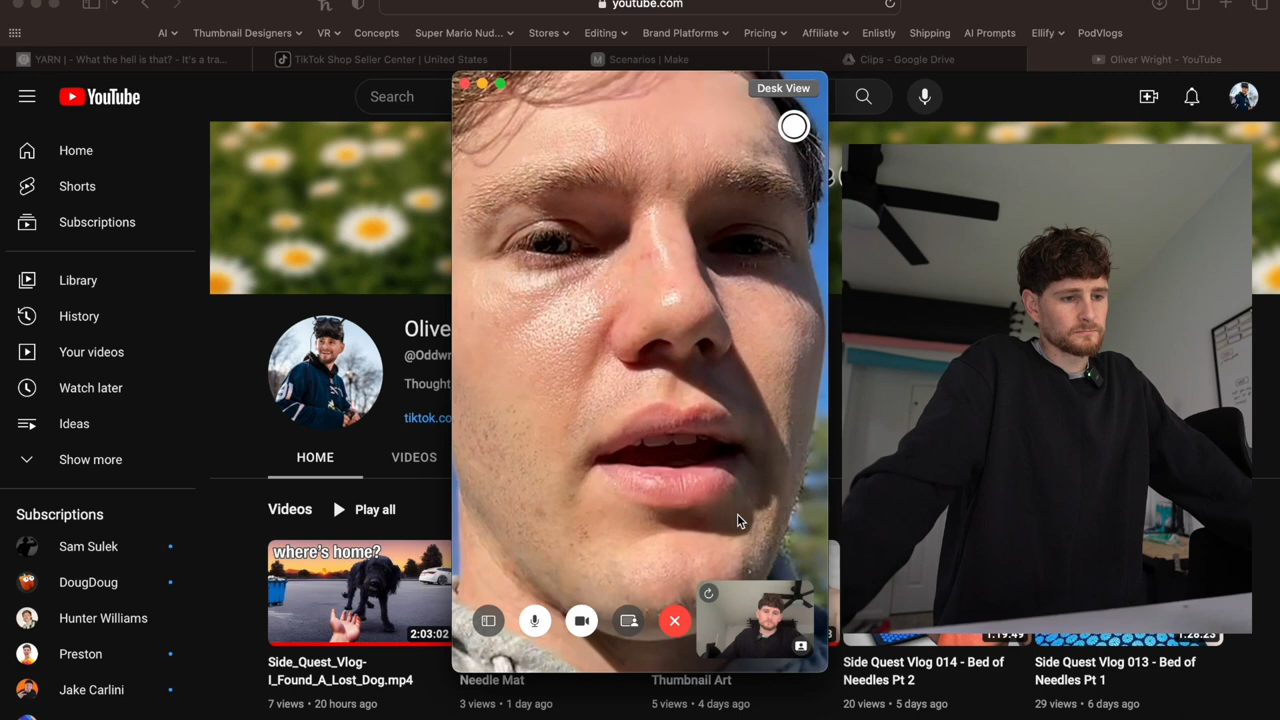 youtube.com
AI
Thumbnail Designers
VR
Concepts
Super Mario Nud...
Stores
Editing
Brand Platforms
Pricing
Affiliate
Enlistly
Shipping
AI Prompts
Ellify
PodVlogs
YARN | - What the hell is that? - It's a tra...
TikTok Shop Seller Center | United States
Scenarios | Make
Clips - Google Drive
Oliver Wright - YouTube
YouTube
Search
Desk View
Home
Shorts
Subscriptions
Library
History
Your videos
Watch later
Ideas
Show more
Subscriptions
Sam Sulek
DougDoug
Hunter Williams
Preston
Jake Carlini
Olive
@Oddwr
Thought
tiktok.co
HOME
VIDEOS
Videos
Play all
where's home?
2:03:02
1:19:49
1:28:23
Side_Quest_Vlog-
I_Found_A_Lost_Dog.mp4
7 views • 20 hours ago
Needle Mat
3 views • 1 day ago
Thumbnail Art
5 views • 4 days ago
Side Quest Vlog 014 - Bed of
Needles Pt 2
20 views • 5 days ago
Side Quest Vlog 013 - Bed of
Needles Pt 1
29 views • 6 days ago